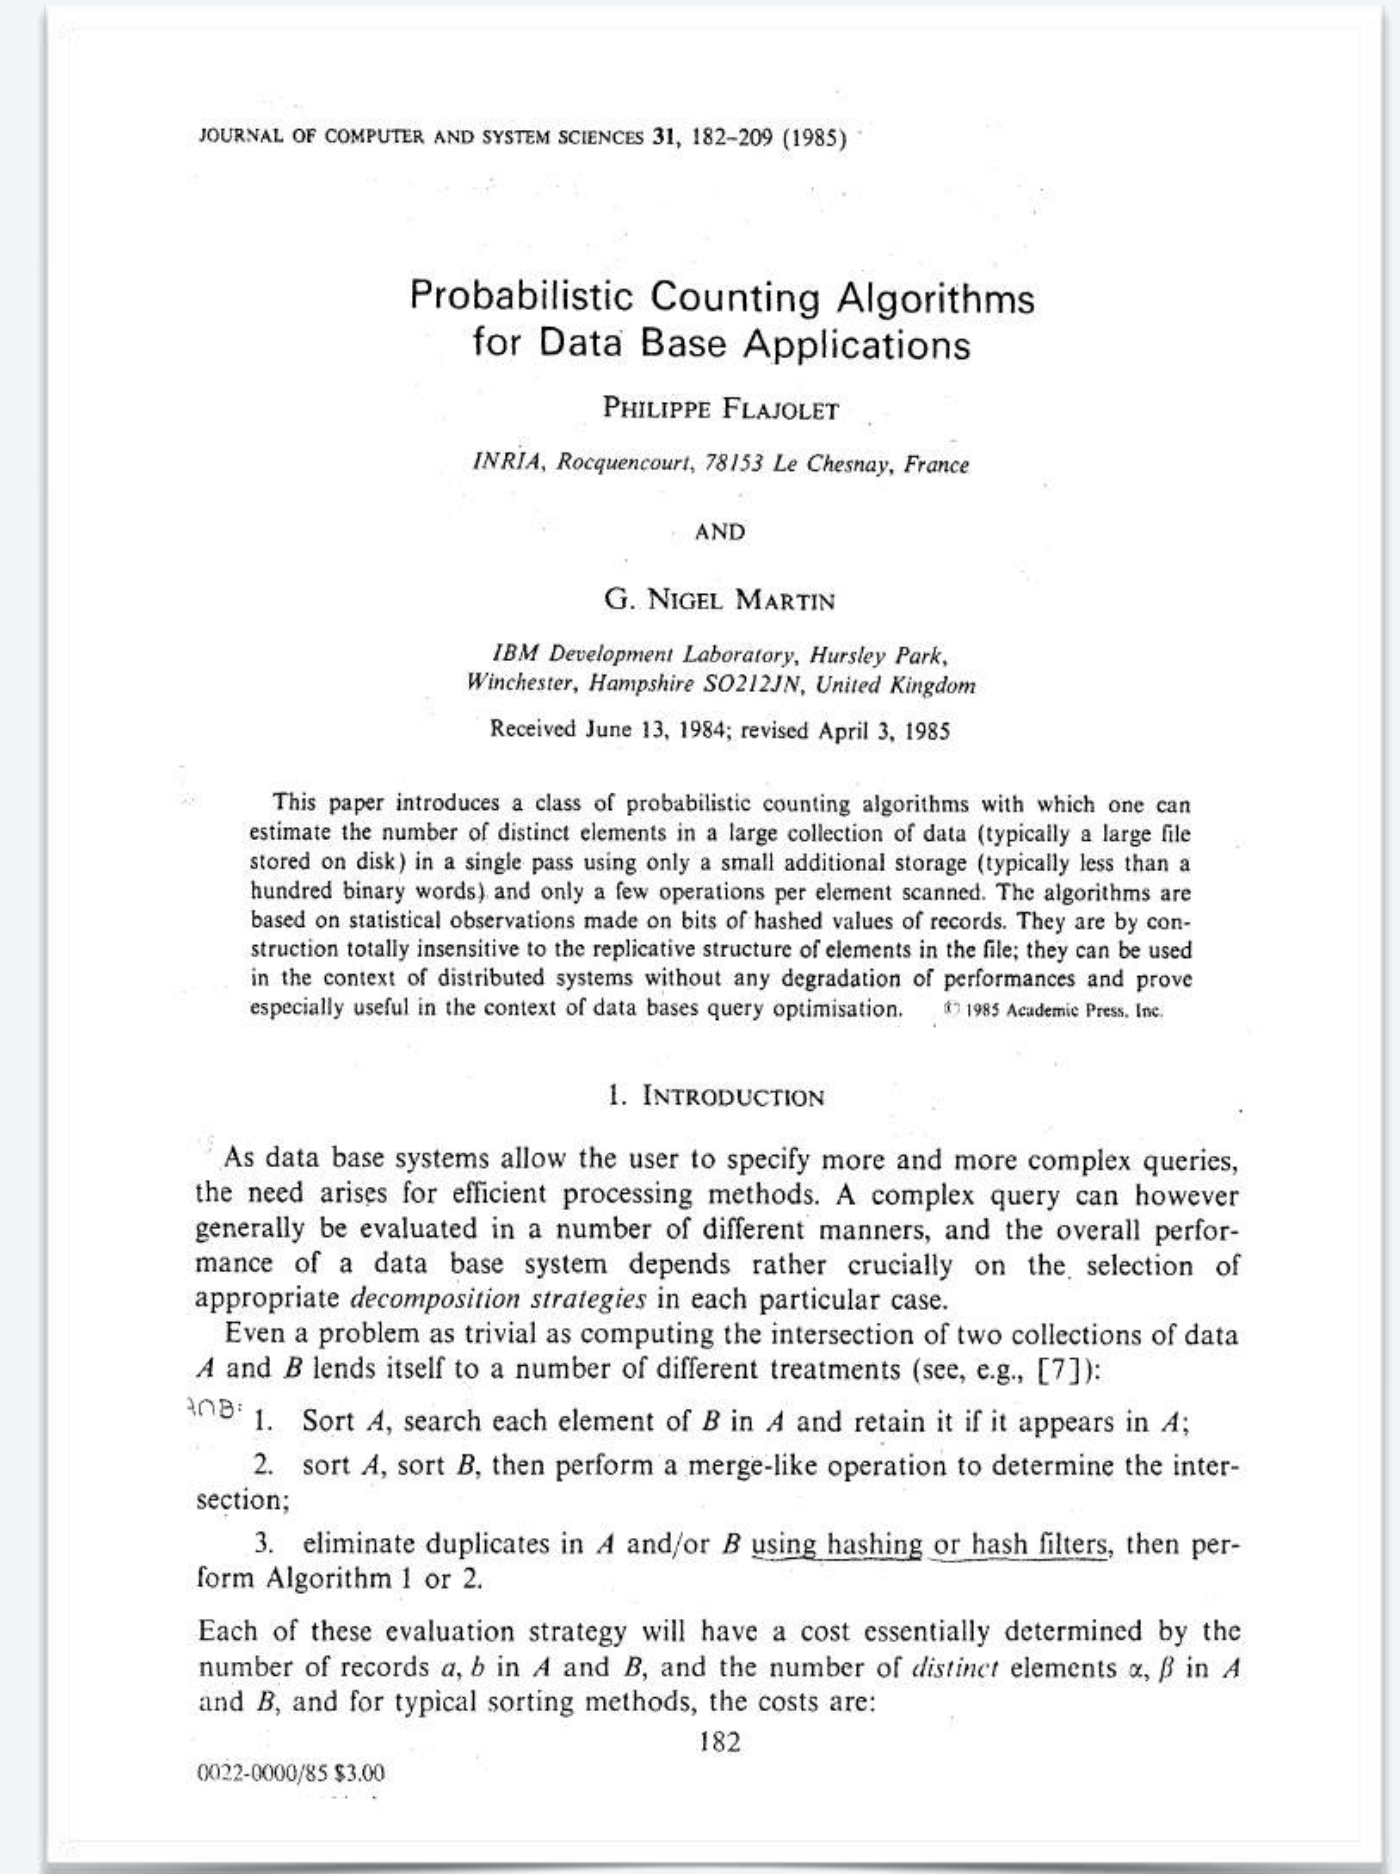 JOURNAL OF COMPUTER AND SYSTEM SCIENCES 31, 182–209 (1985)
Probabilistic Counting Algorithms
for Data Base Applications
PHILIPPE FLAJOLET
INRIA, Rocquencourt, 78153 Le Chesnay, France
AND
G. NIGEL MARTIN
IBM Development Laboratory, Hursley Park,
Winchester, Hampshire SO212JN, United Kingdom
Received June 13, 1984; revised April 3, 1985
This paper introduces a class of probabilistic counting algorithms with which one can
estimate the number of distinct elements in a large collection of data (typically a large file
stored on disk) in a single pass using only a small additional storage (typically less than a
hundred binary words) and only a few operations per element scanned. The algorithms are
based on statistical observations made on bits of hashed values of records. They are by con-
struction totally insensitive to the replicative structure of elements in the file; they can be used
in the context of distributed systems without any degradation of performances and prove
especially useful in the context of data bases query optimisation. © 1985 Academic Press, Inc.
1. INTRODUCTION
As data base systems allow the user to specify more and more complex queries,
the need arises for efficient processing methods. A complex query can however
generally be evaluated in a number of different manners, and the overall perfor-
mance of a data base system depends rather crucially on the selection of
appropriate decomposition strategies in each particular case.
Even a problem as trivial as computing the intersection of two collections of data
A and B lends itself to a number of different treatments (see, e.g., [7]):
A∩B: 1. Sort A, search each element of B in A and retain it if it appears in A;
2. sort A, sort B, then perform a merge-like operation to determine the inter-
section;
3. eliminate duplicates in A and/or B using hashing or hash filters, then per-
form Algorithm 1 or 2.
Each of these evaluation strategy will have a cost essentially determined by the
number of records a, b in A and B, and the number of distinct elements α, β in A
and B, and for typical sorting methods, the costs are:
182
0022-0000/85 $3.00